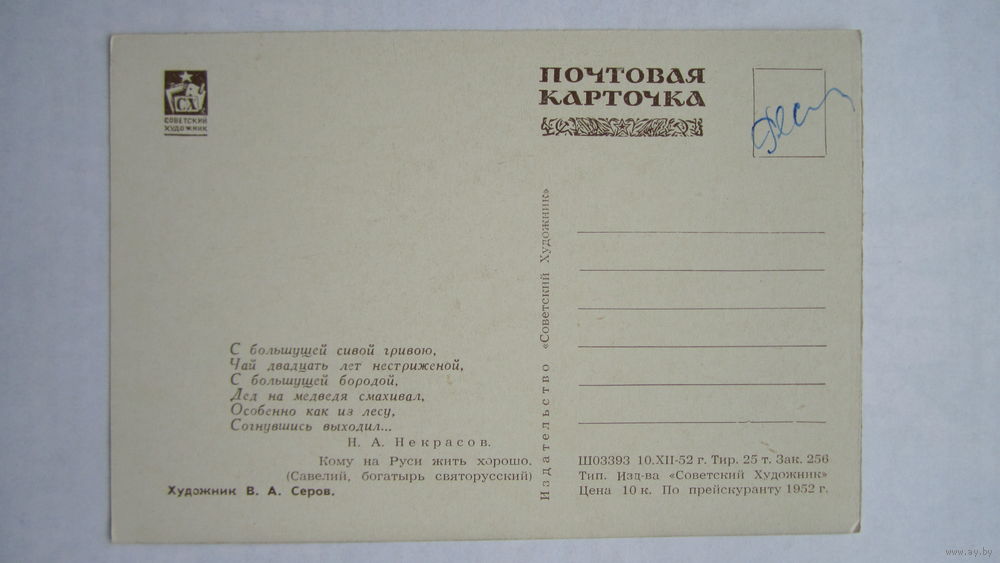 СХ
СОВЕТСКИЙ
ХУДОЖНИК
ПОЧТОВАЯ
КАРТОЧКА
С большущей сивой гривою,
Чай двадцать лет нестриженой,
С большущей бородой,
Дед на медведя смахивал,
Особенно как из лесу,
Согнувшись выходил...
Н. А. Некрасов.
Кому на Руси жить хорошо.
(Савелий, богатырь святорусский)
Художник В. А. Серов.
Издательство «Советский Художник»
Ш03393 10.XII-52 г. Тир. 25 т. Зак. 256
Тип. Изд-ва «Советский Художник»
Цена 10 к. По прейскуранту 1952 г.
www.ay.by